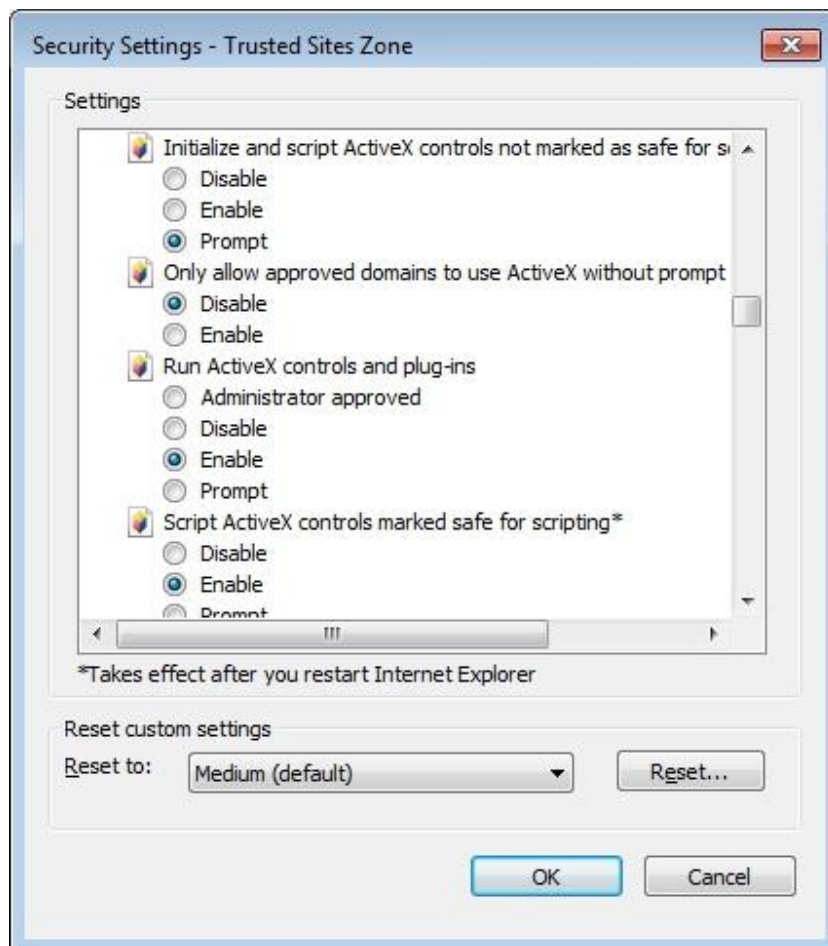 Security Settings - Trusted Sites Zone
Settings
Initialize and script ActiveX controls not marked as safe for
Disable
Enable
Prompt
Only allow approved domains to use ActiveX without prompt
Disable
Enable
Run ActiveX controls and plug-ins
Administrator approved
Disable
Enable
Prompt
Script ActiveX controls marked safe for scripting*
Disable
Enable
Prompt
*Takes effect after you restart Internet Explorer
Reset custom settings
Reset to:
Medium (default)
Reset...
OK
Cancel